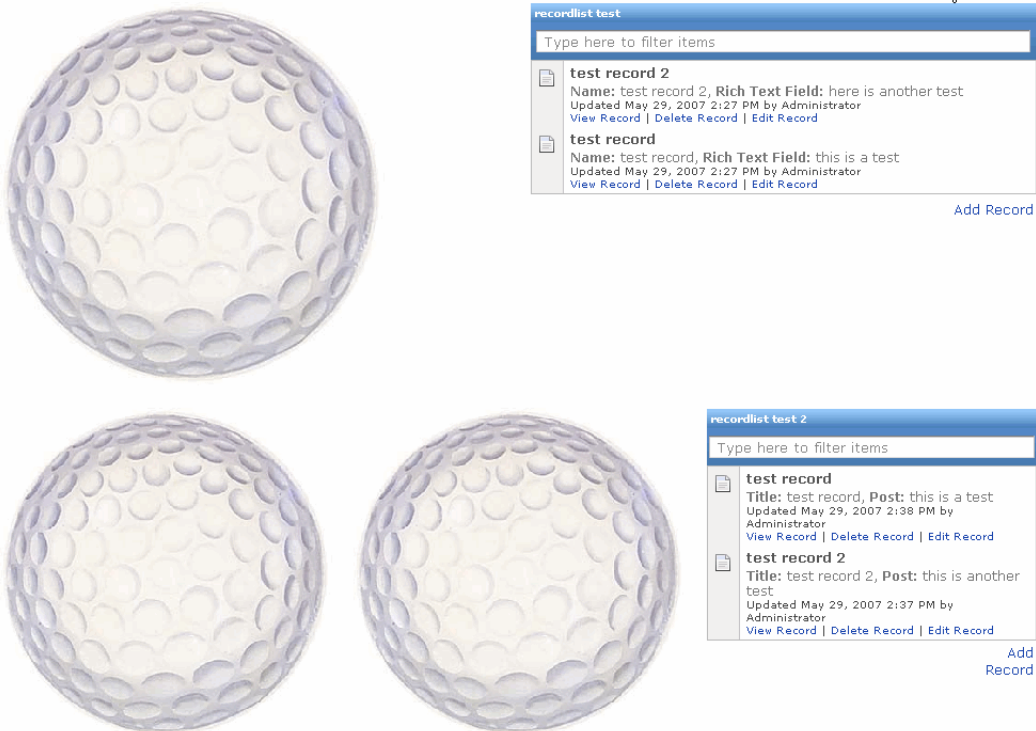 recordlist test
Type here to filter items
test record 2
Name: test record 2, Rich Text Field: here is another test
Updated May 29, 2007 2:27 PM by Administrator
View Record | Delete Record | Edit Record
test record
Name: test record, Rich Text Field: this is a test
Updated May 29, 2007 2:27 PM by Administrator
View Record | Delete Record | Edit Record
Add Record
recordlist test 2
Type here to filter items
test record
Title: test record, Post: this is a test
Updated May 29, 2007 2:38 PM by
Administrator
View Record | Delete Record | Edit Record
test record 2
Title: test record 2, Post: this is another
test
Updated May 29, 2007 2:37 PM by
Administrator
View Record | Delete Record | Edit Record
Add
Record